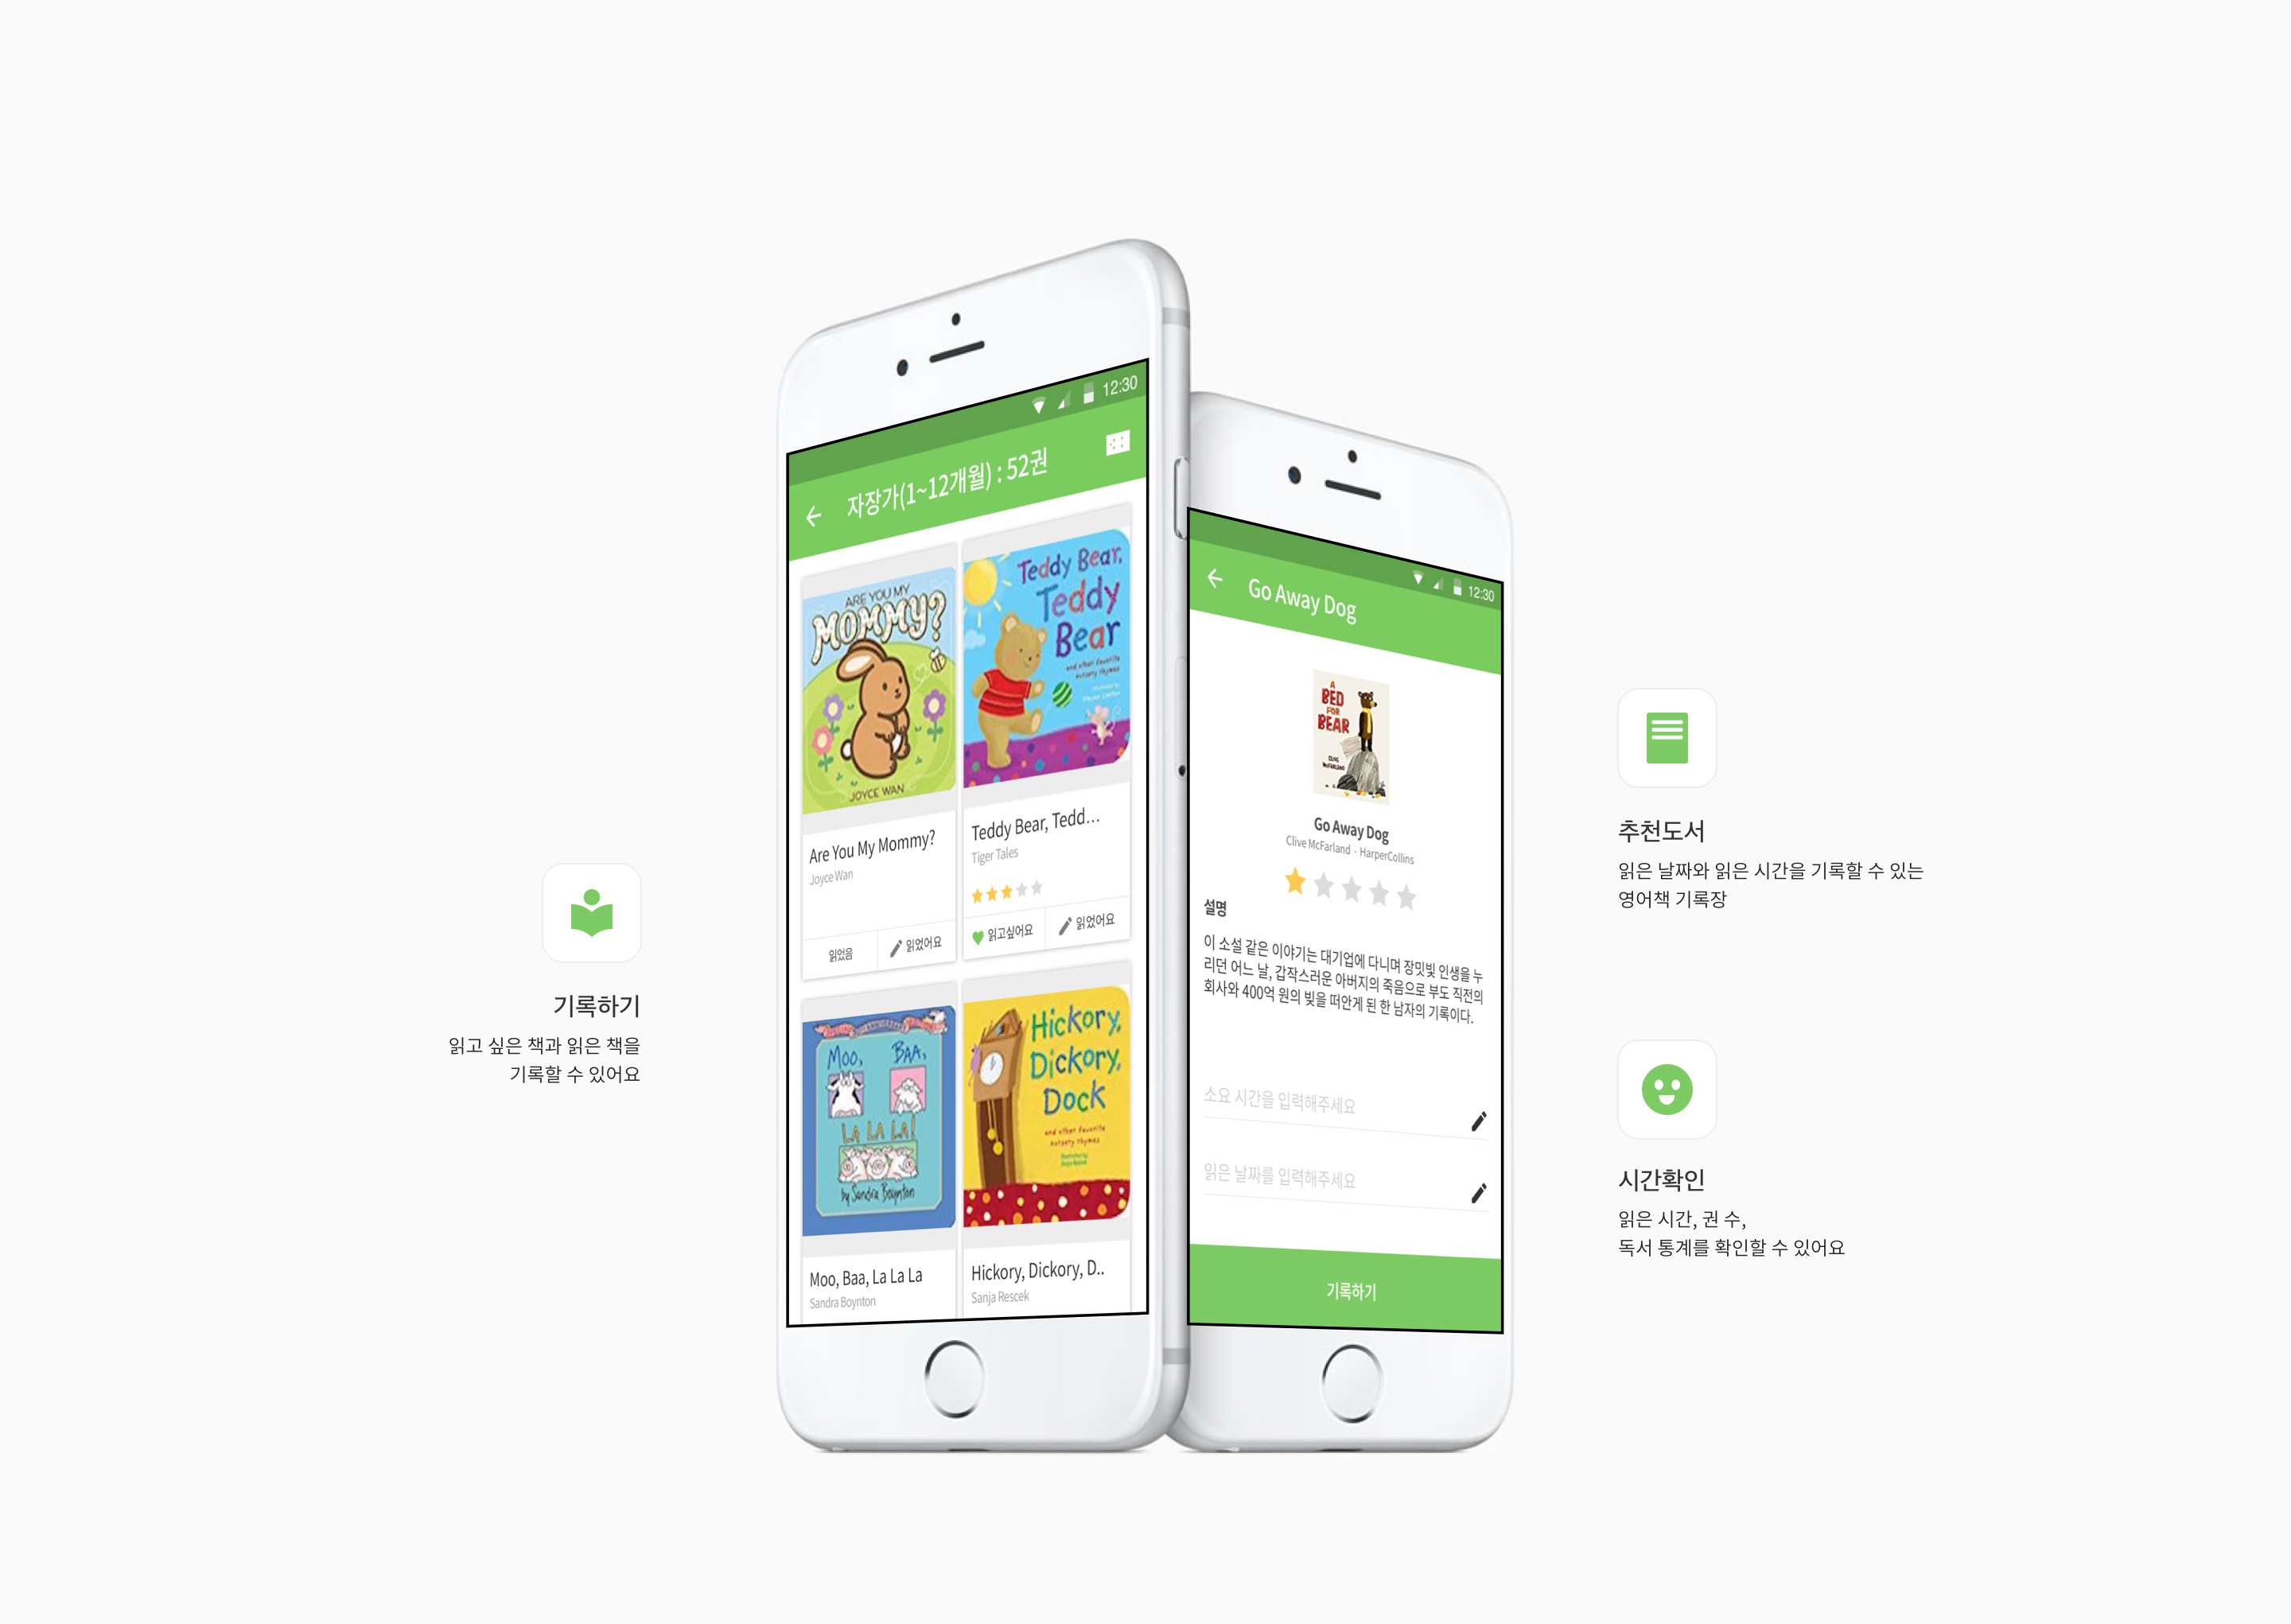 기록하기
읽고 싶은 책과 읽은 책을
기록할 수 있어요
12:30
자장가(1~12개월) : 52권
ARE YOU MY
MOMMY?
JOYCE WAN
Are You My Mommy?
Joyce Wan
읽었음
읽었어요
Teddy Bear,
Teddy
Bear
and other favorite
nursery rhymes
Teddy Bear, Tedd...
Tiger Tales
읽고싶어요
읽었어요
MOO,
BAA,
LA LA LA!
by Sandra Boynton
Moo, Baa, La La La
Sandra Boynton
Hickory,
Dickory,
Dock
and other favorite
nursery rhymes
Hickory, Dickory, D..
Sanja Rescek
12:30
Go Away Dog
A
BED
FOR
BEAR
CLIVE
McFARLAND
Go Away Dog
Clive McFarland · HarperCollins
설명
이 소설 같은 이야기는 대기업에 다니며 장밋빛 인생을 누
리던 어느 날, 갑작스러운 아버지의 죽음으로 부도 직전의
회사와 400억 원의 빚을 떠안게 된 한 남자의 기록이다.
소요 시간을 입력해주세요
읽은 날짜를 입력해주세요
기록하기
추천도서
읽은 날짜와 읽은 시간을 기록할 수 있는
영어책 기록장
시간확인
읽은 시간, 권 수,
독서 통계를 확인할 수 있어요